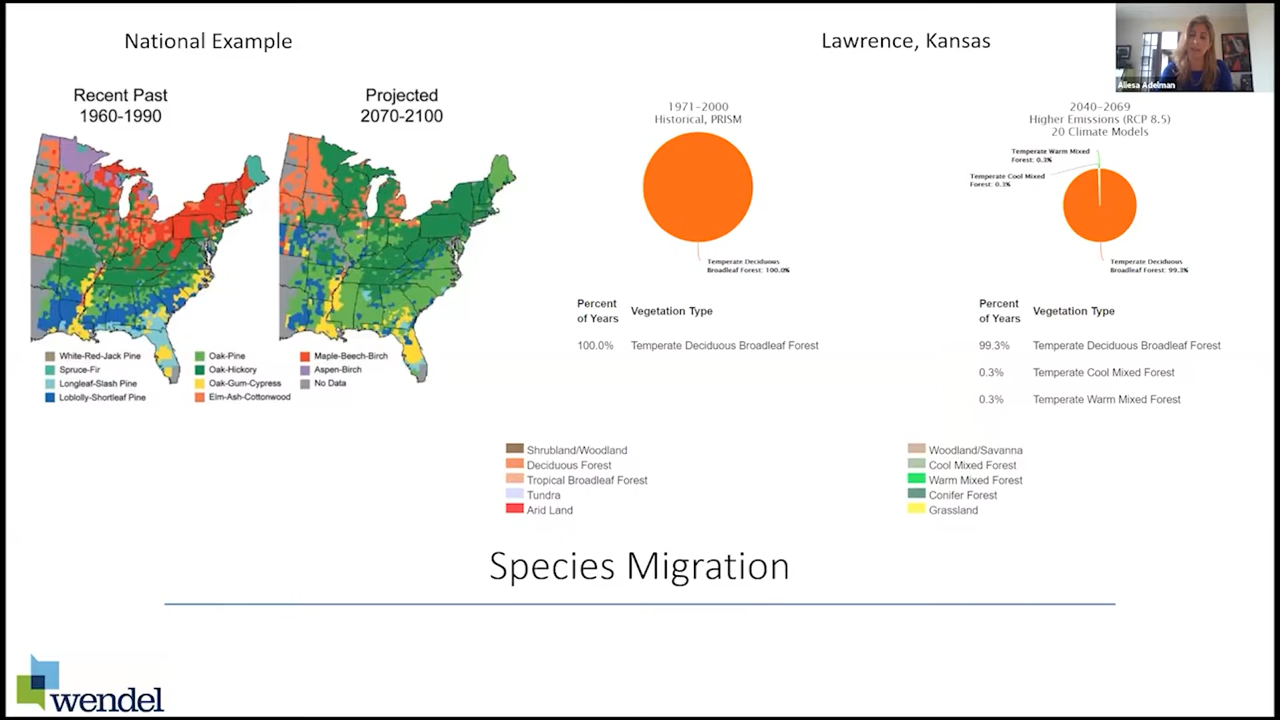 National Example
Lawrence, Kansas
Aliesa Adelman
Recent Past
1960-1990
Projected
2070-2100
White-Red-Jack Pine
Spruce-Fir
Longleaf-Slash Pine
Loblolly-Shortleaf Pine
Oak-Pine
Oak-Hickory
Oak-Gum-Cypress
Elm-Ash-Cottonwood
Maple-Beech-Birch
Aspen-Birch
No Data
1971-2000
Historical, PRISM
Temperate Deciduous
Broadleaf Forest: 100.0%
Percent
of Years
Vegetation Type
100.0% Temperate Deciduous Broadleaf Forest
2040-2069
Higher Emissions (RCP 8.5)
20 Climate Models
Temperate Warm Mixed
Forest: 0.3%
Temperate Cool Mixed
Forest: 0.3%
Temperate Deciduous
Broadleaf Forest: 99.3%
Percent
of Years
Vegetation Type
99.3% Temperate Deciduous Broadleaf Forest
0.3% Temperate Cool Mixed Forest
0.3% Temperate Warm Mixed Forest
Shrubland/Woodland
Deciduous Forest
Tropical Broadleaf Forest
Tundra
Arid Land
Woodland/Savanna
Cool Mixed Forest
Warm Mixed Forest
Conifer Forest
Grassland
Species Migration
wendel